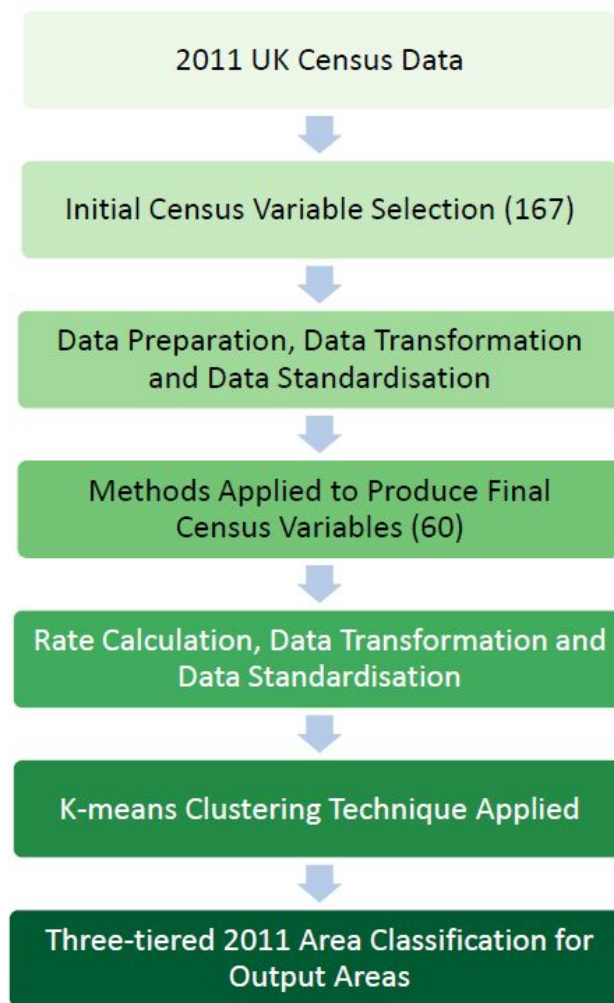 2011 UK Census Data
Initial Census Variable Selection (167)
Data Preparation, Data Transformation
and Data Standardisation
Methods Applied to Produce Final
Census Variables (60)
Rate Calculation, Data Transformation and
Data Standardisation
K-means Clustering Technique Applied
Three-tiered 2011 Area Classification for
Output Areas